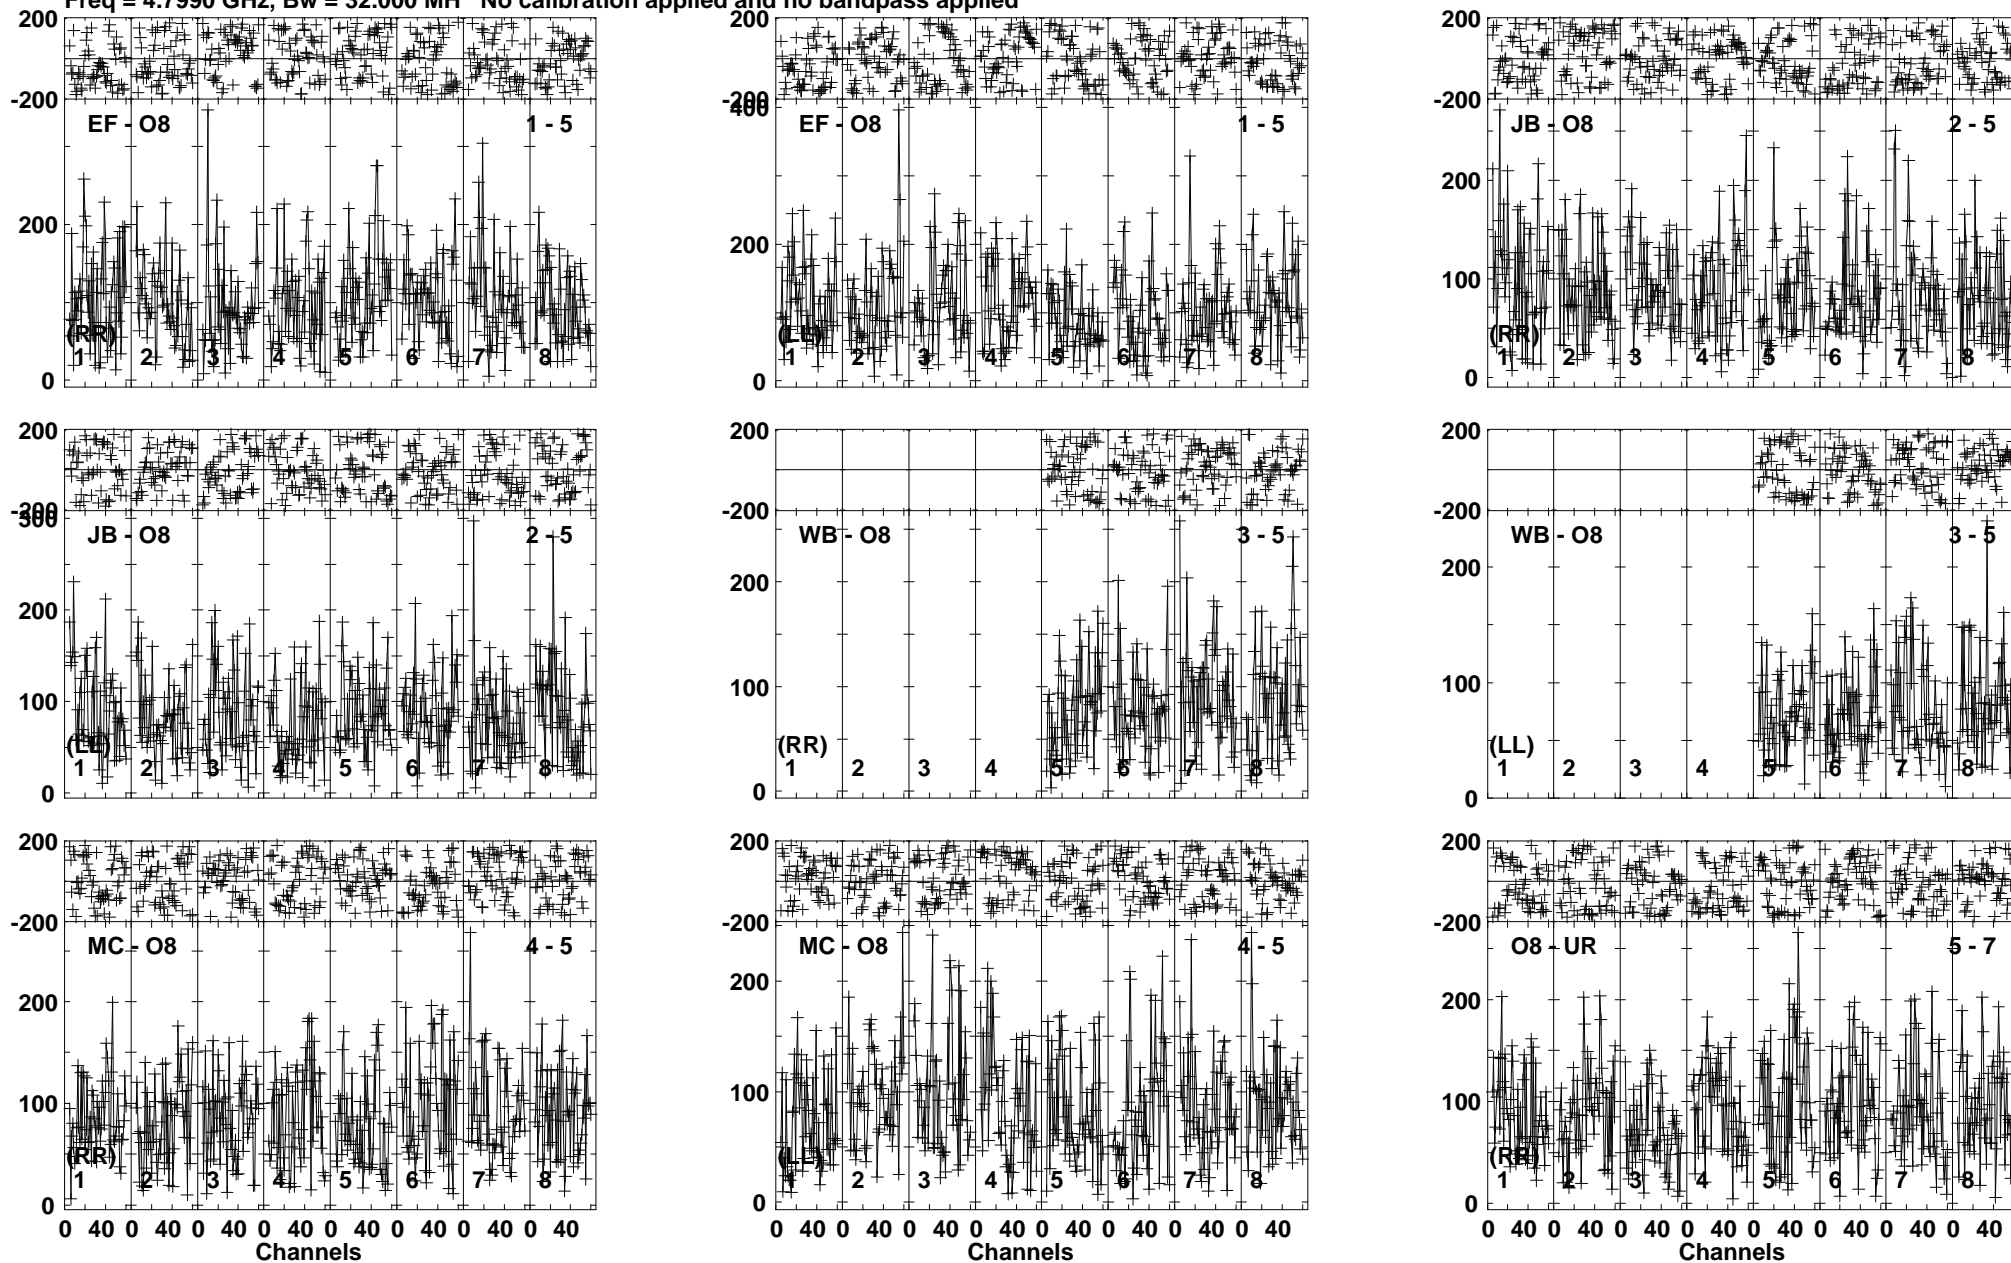 Freq = 4.7990 GHz, Bw = 32.000 MH No calibration applied and no bandpass applied
200 200 200
-200 -200 -200
400
EF - O8 1 - 5 EF - O8 1 - 5 JB - O8 2 - 5
200 200 200
100
(RR) (LL) (RR)
1 2 3 4 5 6 7 8 1 2 3 4 5 6 7 8 1 2 3 4 5 6 7 8
0 0 0
200 200 200
-200 -200 -200
300
JB - O8 2 - 5 WB - O8 3 - 5 WB - O8 3 - 5
200 200 200
100 100 100
(LL) (RR) (LL)
1 2 3 4 5 6 7 8 1 2 3 4 5 6 7 8 1 2 3 4 5 6 7 8
0 0 0
200 200 200
-200 -200 -200
MC - O8 4 - 5 MC - O8 4 - 5 O8 - UR 5 - 7
200 200 200
100 100 100
(RR) (LL) (RR)
1 2 3 4 5 6 7 8 1 2 3 4 5 6 7 8 1 2 3 4 5 6 7 8
0 0 0
0 40 0 40 0 40 0 40 0 40 0 40 0 40 0 40 0 40 0 40 0 40 0 40 0 40 0 40 0 40 0 40 0 40 0 40 0 40 0 40 0 40 0 40 0 40 0 40
Channels Channels Channels